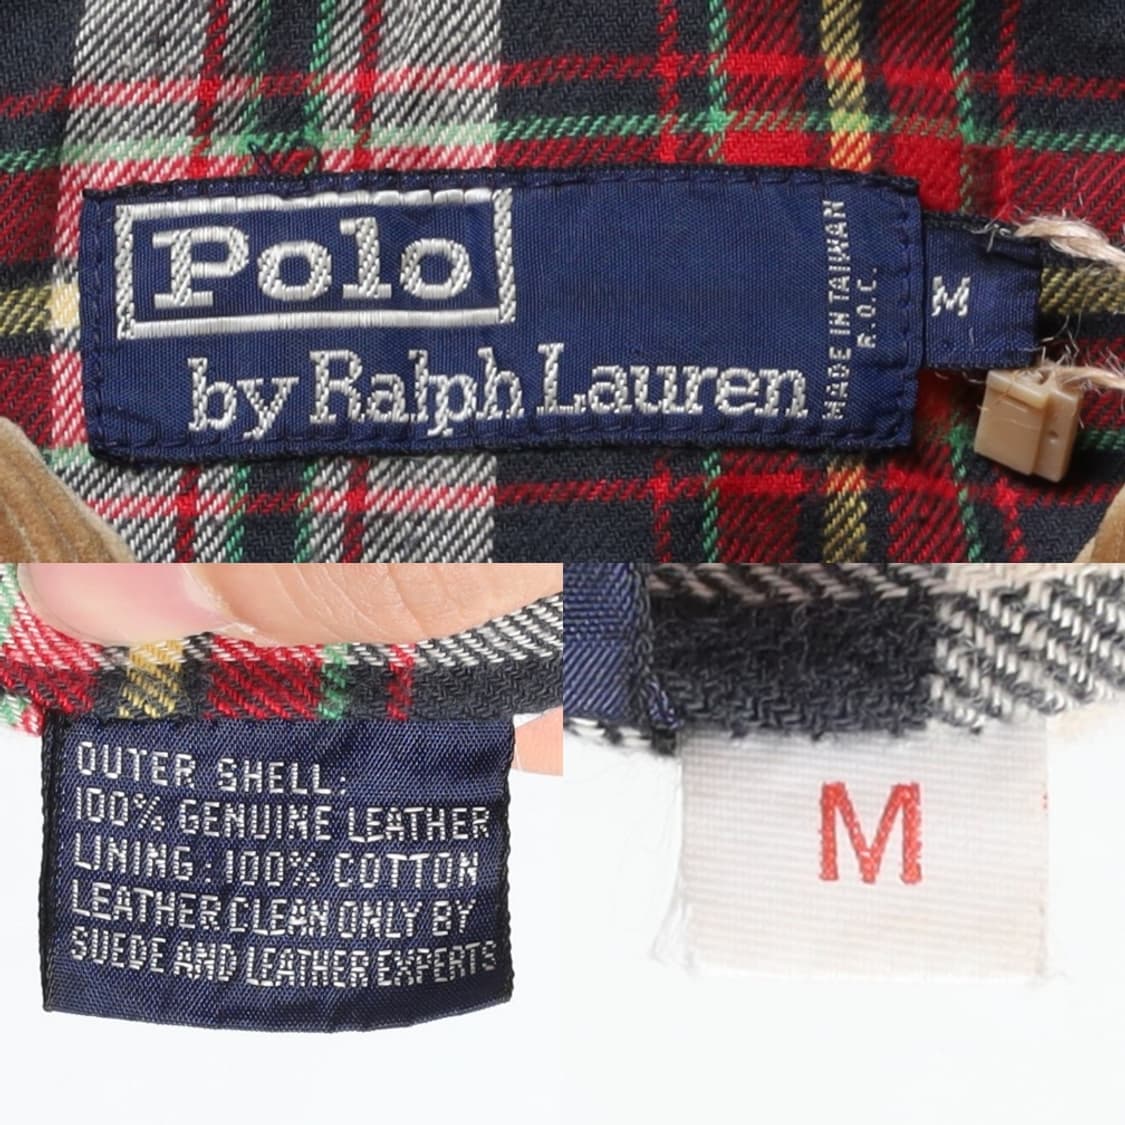 Polo
by Ralph Lauren
MADE IN TAIWAN
R.O.C.
M
OUTER SHELL:
100% GENUINE LEATHER
LINING: 100% COTTON
LEATHER CLEAN ONLY BY
SUEDE AND LEATHER EXPERTS
M